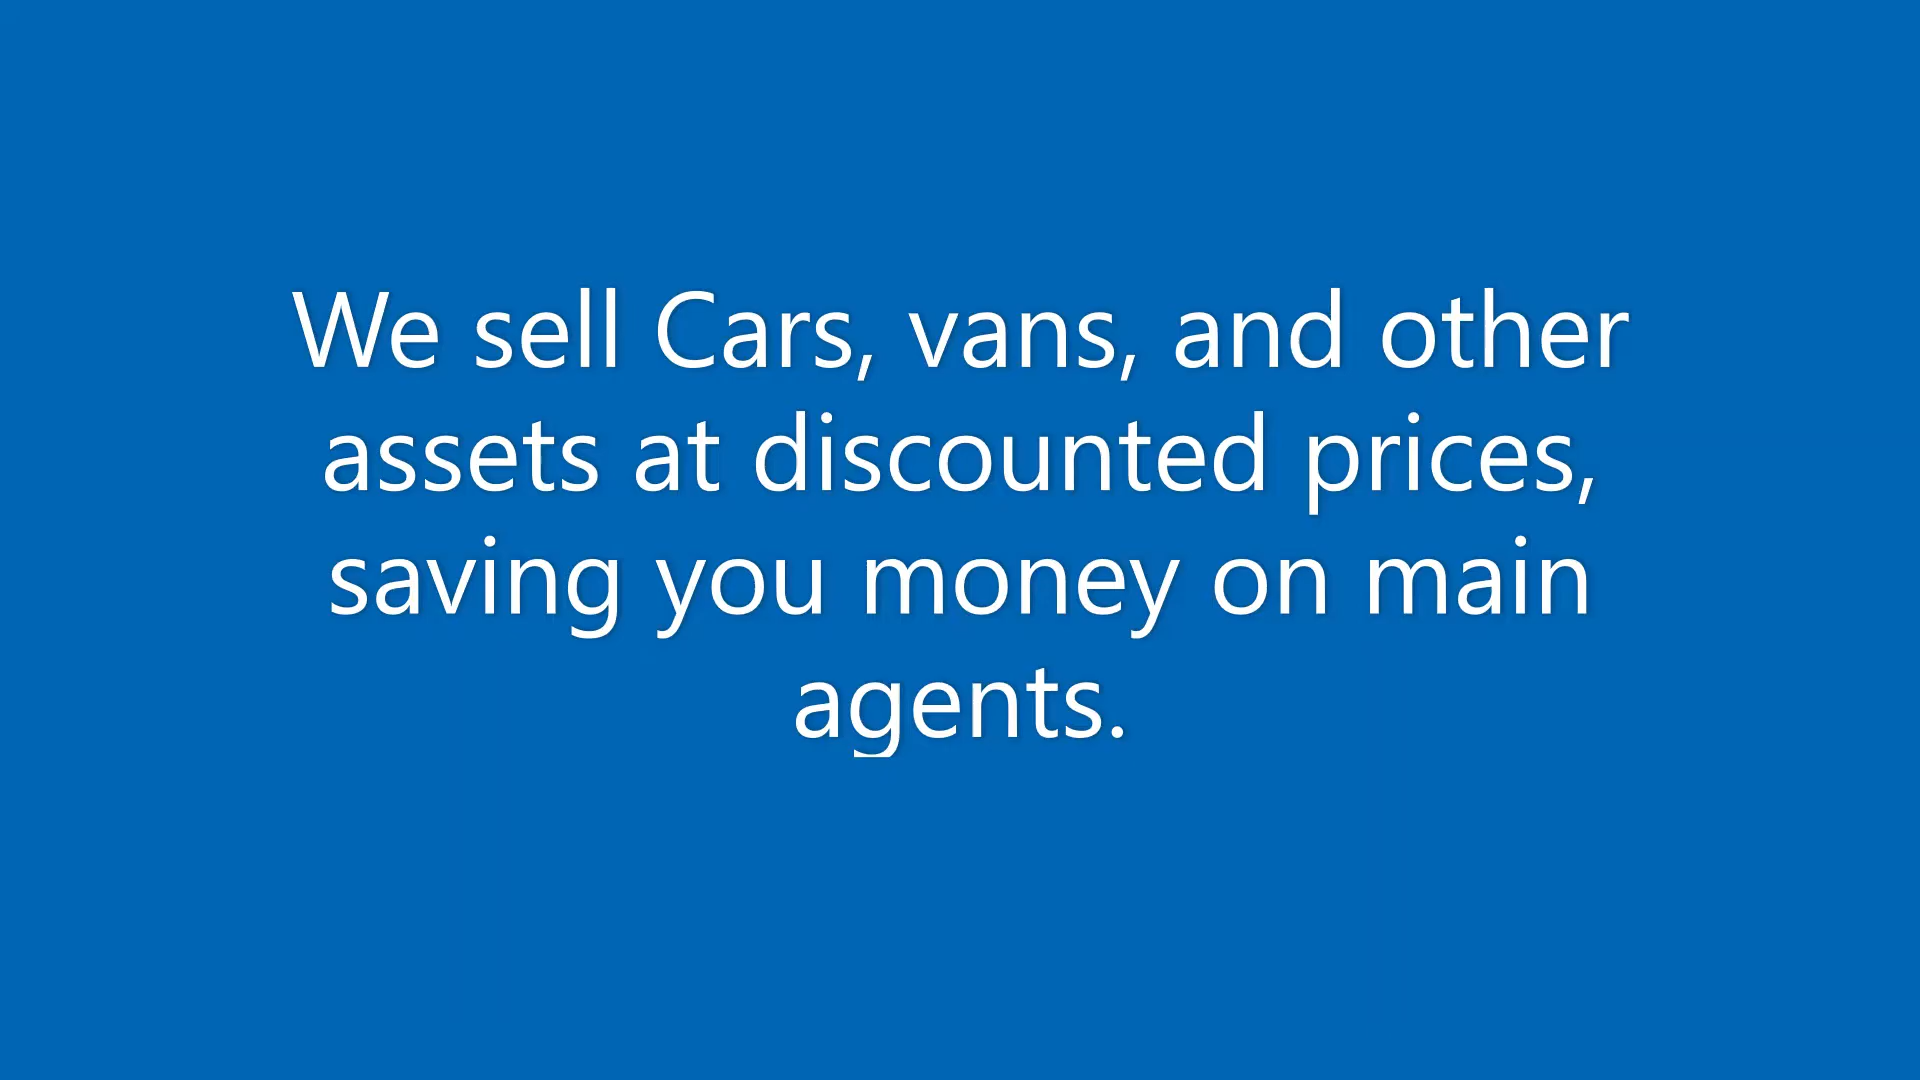 We sell Cars, vans, and other
assets at discounted prices,
saving you money on main
agents.